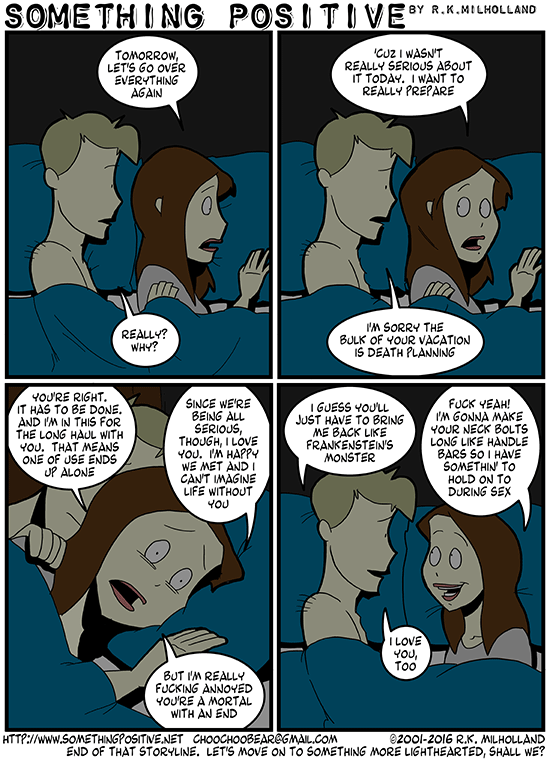 SOMETHING POSITIVE BY R.K.MILHOLLAND
TOMORROW,
LET'S GO OVER
EVERYTHING
AGAIN
REALLY?
WHY?
'CUZ I WASN'T
REALLY SERIOUS ABOUT
IT TODAY. I WANT TO
REALLY PREPARE
I'M SORRY THE
BULK OF YOUR VACATION
IS DEATH PLANNING
YOU'RE RIGHT.
IT HAS TO BE DONE.
AND I'M IN THIS FOR
THE LONG HAUL WITH
YOU. THAT MEANS
ONE OF USE ENDS
UP ALONE
SINCE WE'RE
BEING ALL
SERIOUS,
THOUGH, I LOVE
YOU. I'M HAPPY
WE MET AND I
CAN'T IMAGINE
LIFE WITHOUT
YOU
BUT I'M REALLY
FUCKING ANNOYED
YOU'RE A MORTAL
WITH AN END
I GUESS YOU'LL
JUST HAVE TO BRING
ME BACK LIKE
FRANKENSTEIN'S
MONSTER
FUCK YEAH!
I'M GONNA MAKE
YOUR NECK BOLTS
LONG LIKE HANDLE
BARS SO I HAVE
SOMETHIN' TO
HOLD ON TO
DURING SEX
I LOVE
YOU,
TOO
HTTP://WWW.SOMETHINGPOSITIVE.NET CHOOCHOOBEAR@GMAIL.COM ©2001-2016 R.K. MILHOLLAND
END OF THAT STORYLINE. LET'S MOVE ON TO SOMETHING MORE LIGHTHEARTED, SHALL WE?